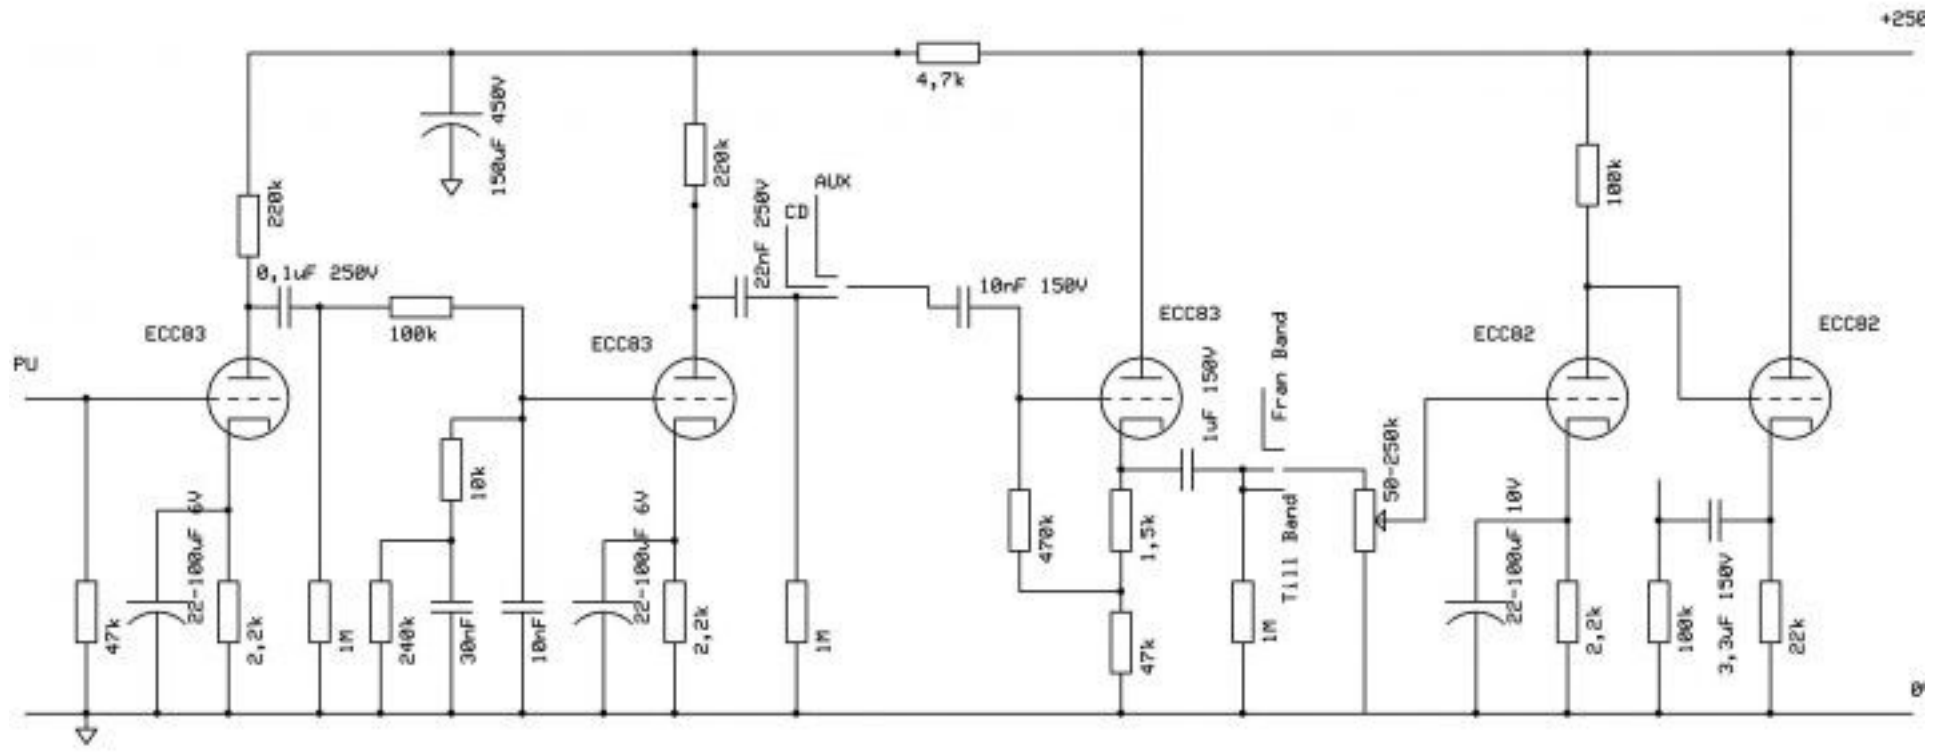 +250
4,7k
150uF 450V
220k
220k
AUX
CD
22nF 250V
100k
0,1uF 250V
10nF 150V
ECC83
100k
ECC83
ECC83
ECC82
ECC82
PU
1uF 150V
Fran Band
50-250k
10k
22-100uF 6V
22-100uF 6V
470k
1,5k
Till Band
22-100uF 10V
47k
2,2k
1M
240k
30nF
10nF
2,2k
1M
47k
1M
2,2k
100k
3,3uF 150V
22k